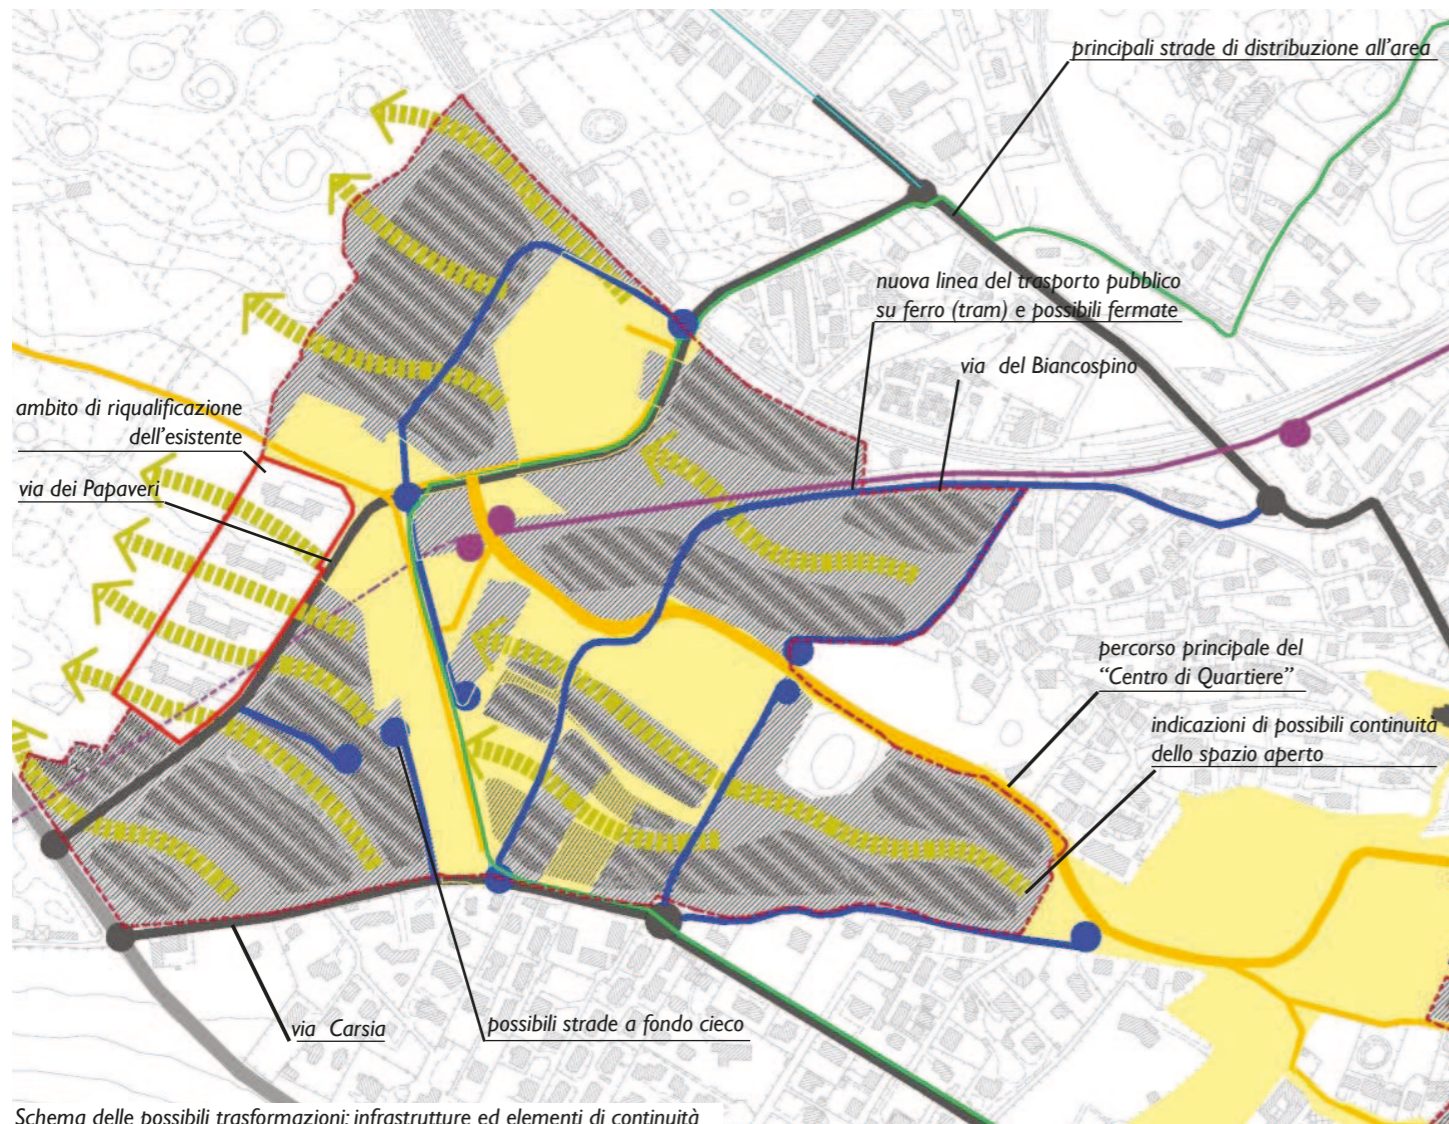 principali strade di distribuzione all'area
nuova linea del trasporto pubblico
su ferro (tram) e possibili fermate
via del Biancospino
ambito di riqualificazione
dell'esistente
via dei Papaveri
percorso principale del
“Centro di Quartiere”
indicazioni di possibili continuità
dello spazio aperto
via Carsia
possibili strade a fondo cieco
Schema delle possibili trasformazioni: infrastrutture ed elementi di continuità